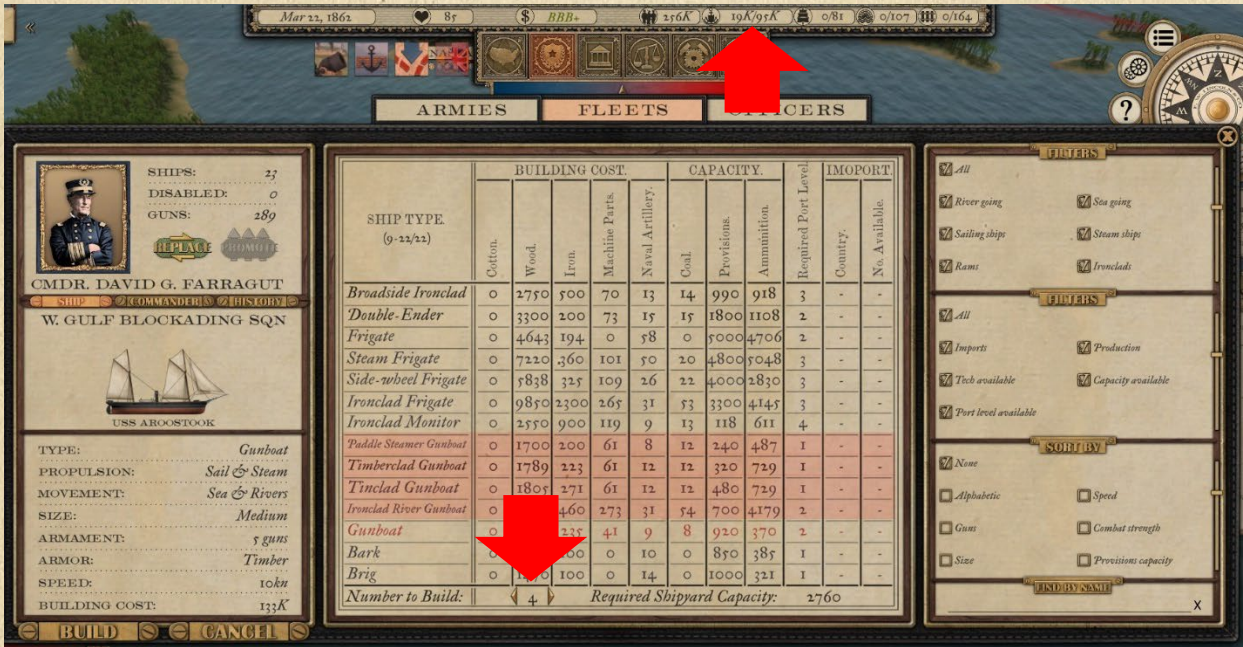 Mar 22, 1862 85 $ BBB+ 256K 19K/95K 0/81 0/107 0/164
ARMIES FLEETS OFFICERS
SHIPS: 23
DISABLED: 0
GUNS: 289
REPLACE PROMOTE
CMDR. DAVID G. FARRAGUT
SHIP COMMANDER HISTORY
W. GULF BLOCKADING SQN
USS AROOSTOOK
TYPE: Gunboat
PROPULSION: Sail & Steam
MOVEMENT: Sea & Rivers
SIZE: Medium
ARMAMENT: 5 guns
ARMOR: Timber
SPEED: 10kn
BUILDING COST: 133K
BUILD CANCEL
BUILDING COST. CAPACITY. IMOPORT.
SHIP TYPE. (9-22/22) Cotton. Wood. Iron. Machine Parts. Naval Artillery. Coal. Provisions. Ammunition. Required Port Level. Country. No. Available.
Broadside Ironclad 0 2750 500 70 13 14 990 918 3 - -
Double-Ender 0 3300 200 73 15 15 1800 1108 2 - -
Frigate 0 4643 194 0 58 0 5000 4706 2 - -
Steam Frigate 0 7220 360 101 50 20 4800 5048 3 - -
Side-wheel Frigate 0 5838 325 109 26 22 4000 2830 3 - -
Ironclad Frigate 0 9850 2300 265 31 53 3300 4145 3 - -
Ironclad Monitor 0 2550 900 119 9 13 118 611 4 - -
Paddle Steamer Gunboat 0 1700 200 61 8 12 240 487 1 - -
Timberclad Gunboat 0 1789 223 61 12 12 320 729 1 - -
Tinclad Gunboat 0 1805 271 61 12 12 480 729 1 - -
Ironclad River Gunboat 0 460 273 31 54 700 4179 2 - -
Gunboat 0 235 41 9 8 920 370 2 - -
Bark 0 0 10 0 850 385 1 - -
Brig 0 100 0 14 0 1000 321 1 - -
Number to Build: 4 Required Shipyard Capacity: 2760
FILTERS
All
River going Sea going
Sailing ships Steam ships
Rams Ironclads
FILTERS
All
Imports Production
Tech available Capacity available
Port level available
SORT BY
None
Alphabetic Speed
Guns Combat strength
Size Provisions capacity
FIND BY NAME
X